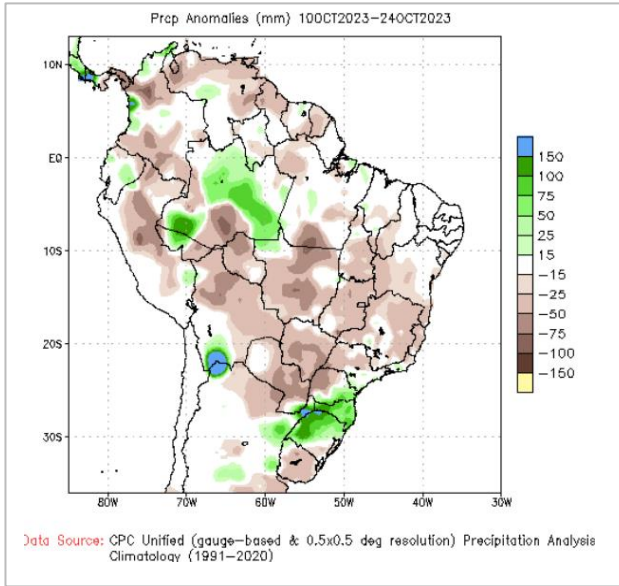 Prcp Anomalies (mm) 10OCT2023-24OCT2023
10N
EQ
10S
20S
30S
80W 70W 60W 50W 40W 30W
150
100
75
50
25
15
-15
-25
-50
-75
-100
-150
Data Source: CPC Unified (gauge-based & 0.5x0.5 deg resolution) Precipitation Analysis
Climatology (1991-2020)